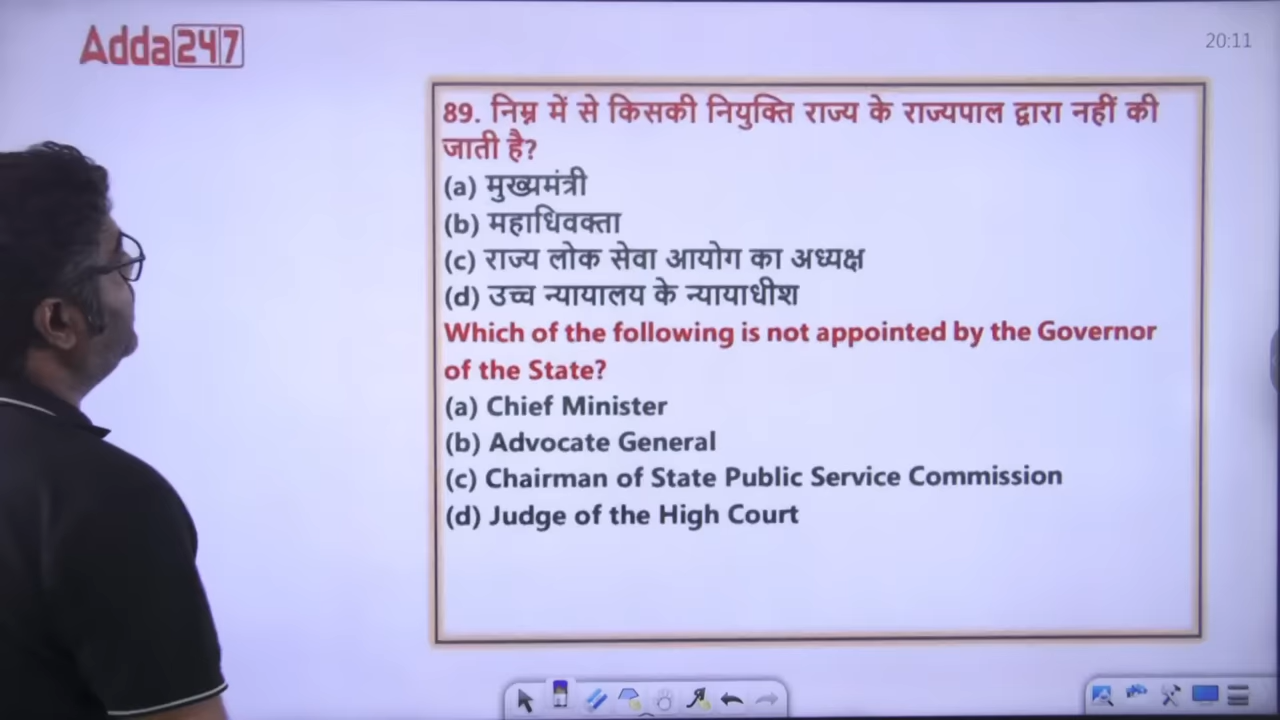 Adda247
20:11
89. निम्न में से किसकी नियुक्ति राज्य के राज्यपाल द्वारा नहीं की
जाती है?
(a) मुख्यमंत्री
(b) महाधिवक्ता
(c) राज्य लोक सेवा आयोग का अध्यक्ष
(d) उच्च न्यायालय के न्यायाधीश
Which of the following is not appointed by the Governor
of the State?
(a) Chief Minister
(b) Advocate General
(c) Chairman of State Public Service Commission
(d) Judge of the High Court